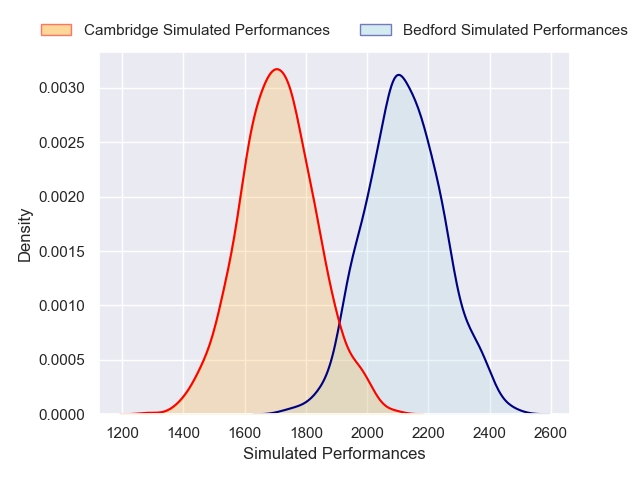 Cambridge Simulated Performances Bedford Simulated Performances
0.0030
0.0025
0.0020
0.0015
0.0010
0.0005
0.0000
Density
1200 1400 1600 1800 2000 2200 2400 2600
Simulated Performances